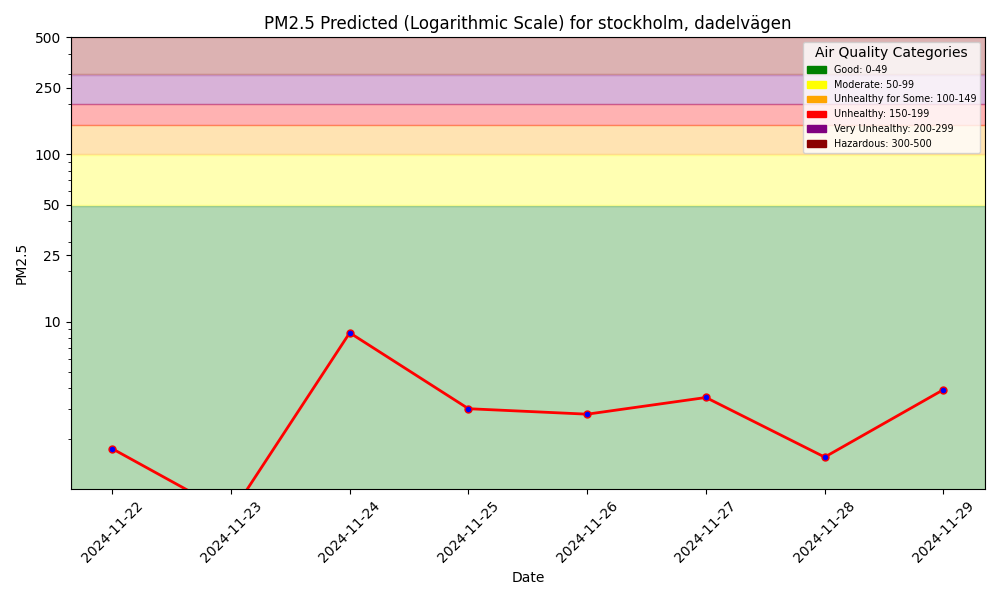 PM2.5 Predicted (Logarithmic Scale) for stockholm, dadelvägen
500
250
100
50
25
10
PM2.5
Air Quality Categories
Good: 0-49
Moderate: 50-99
Unhealthy for Some: 100-149
Unhealthy: 150-199
Very Unhealthy: 200-299
Hazardous: 300-500
2024-11-22
2024-11-23
2024-11-24
2024-11-25
2024-11-26
2024-11-27
2024-11-28
2024-11-29
Date